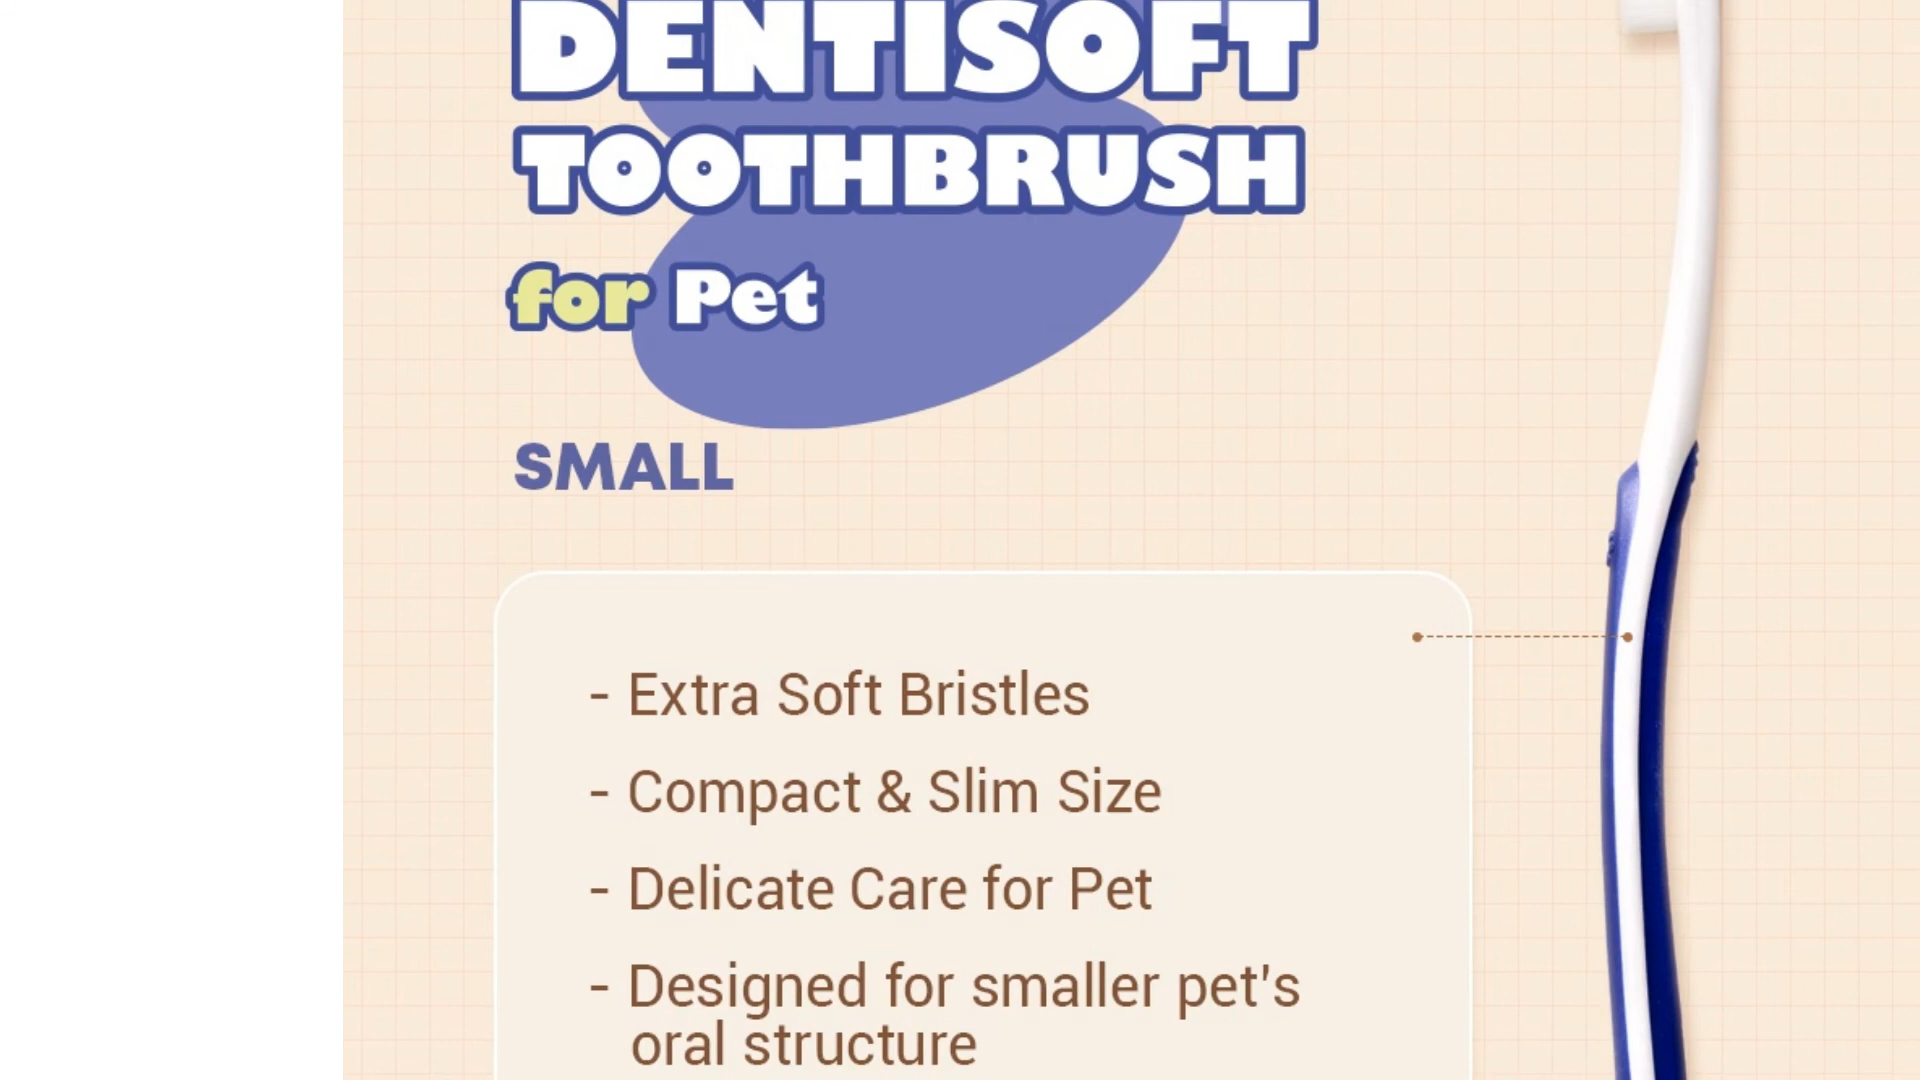 DENTISOFT
TOOTHBRUSH
for Pet
SMALL
- Extra Soft Bristles
- Compact & Slim Size
- Delicate Care for Pet
- Designed for smaller pet's
oral structure